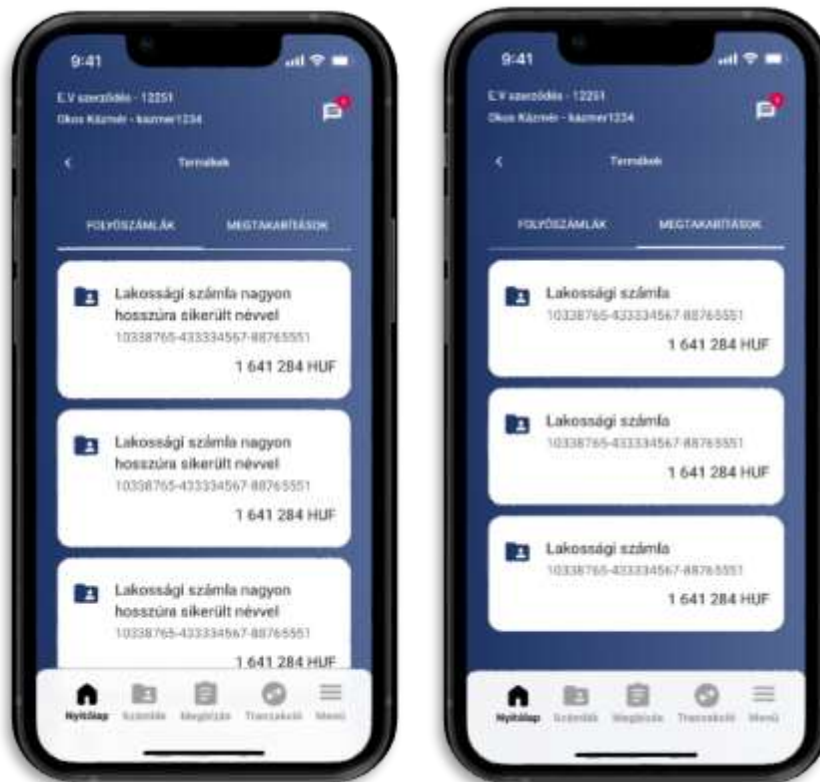 9:41
E.V szerződés - 12251
Okos Kázmér - kazmer1234
Termékek
FOLYÓSZÁMLÁK MEGTAKARÍTÁSOK
Lakossági számla nagyon
hosszúra sikerült névvel
10338765-433334567-88765551
1 641 284 HUF
Lakossági számla nagyon
hosszúra sikerült névvel
10338765-433334567-88765551
1 641 284 HUF
Lakossági számla nagyon
hosszúra sikerült névvel
10338765-433334567-88765551
1 641 284 HUF
Nyitólap Számlák Megbízás Tranzakció Menü
9:41
E.V szerződés - 12251
Okos Kázmér - kazmer1234
Termékek
FOLYÓSZÁMLÁK MEGTAKARÍTÁSOK
Lakossági számla
10338765-433334567-88765551
1 641 284 HUF
Lakossági számla
10338765-433334567-88765551
1 641 284 HUF
Lakossági számla
10338765-433334567-88765551
1 641 284 HUF
Nyitólap Számlák Megbízás Tranzakció Menü